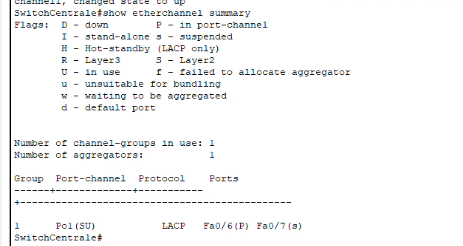 channel1, changed state to up
SwitchCentrale#show etherchannel summary
Flags:  D - down        P - in port-channel
        I - stand-alone s - suspended
        H - Hot-standby (LACP only)
        R - Layer3      S - Layer2
        U - in use      f - failed to allocate aggregator
        u - unsuitable for bundling
        w - waiting to be aggregated
        d - default port
Number of channel-groups in use: 1
Number of aggregators:           1
Group  Port-channel  Protocol    Ports
------+-------------+-----------
+----------------------------------------------
1      Po1(SU)           LACP   Fa0/6(P) Fa0/7(s)
SwitchCentrale#